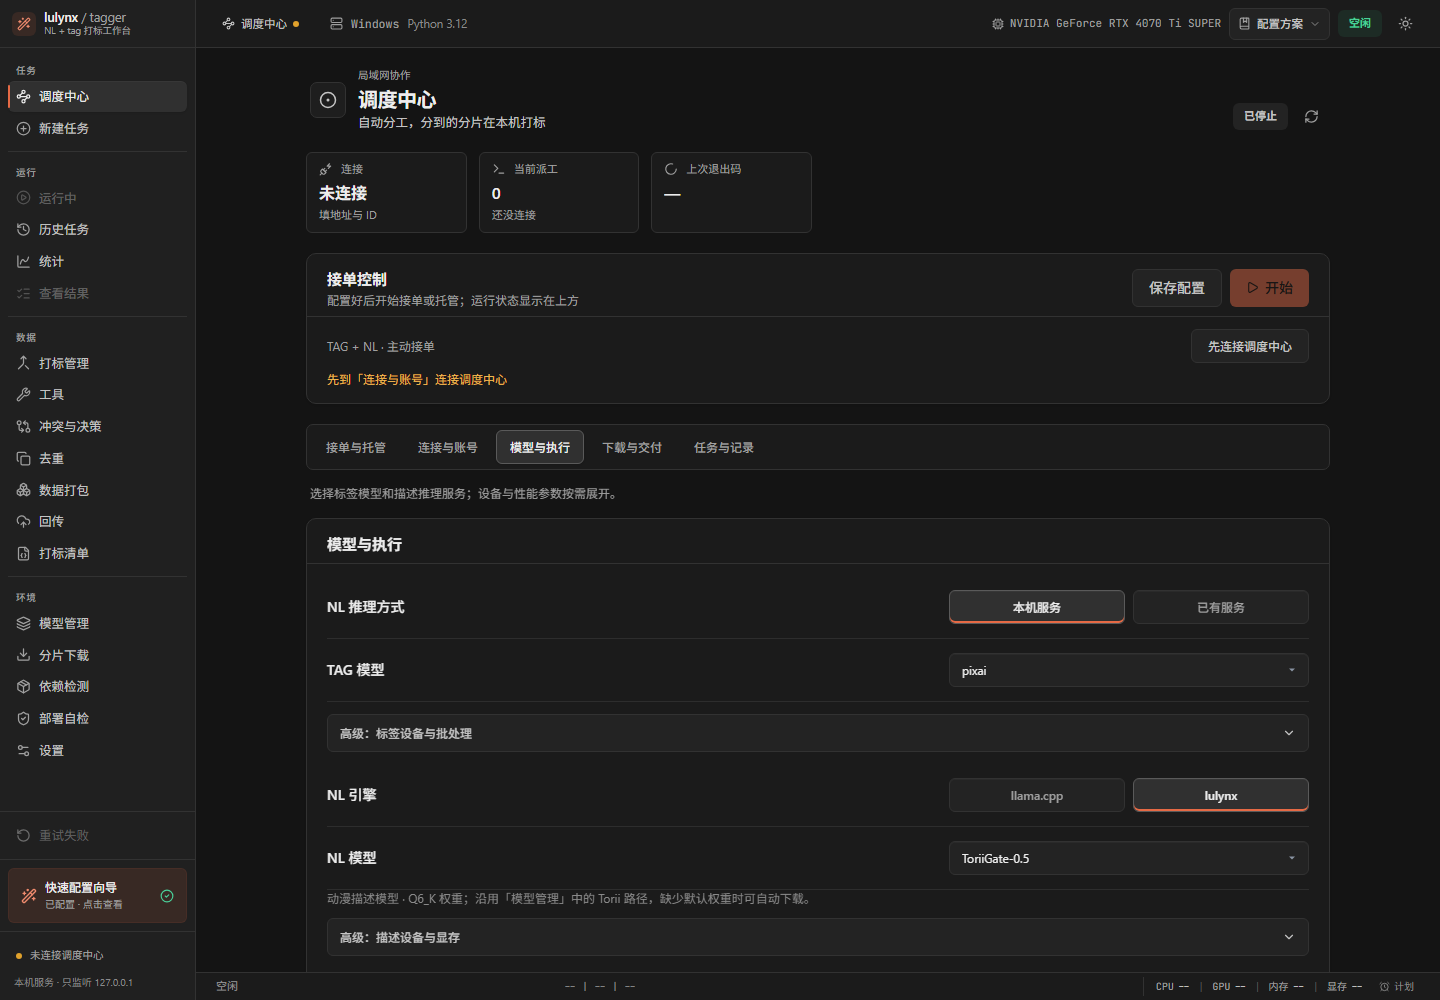 lulynx / tagger
NL + tag 打标工作台
任务
调度中心
新建任务
运行
运行中
历史任务
统计
查看结果
数据
打标管理
工具
冲突与决策
去重
数据打包
回传
打标清单
环境
模型管理
分片下载
依赖检测
部署自检
设置
重试失败
快速配置向导
已配置 · 点击查看
未连接调度中心
本机服务 · 只监听 127.0.0.1
调度中心
Windows Python 3.12
NVIDIA GeForce RTX 4070 Ti SUPER
配置方案
空闲
局域网协作
调度中心
自动分工，分到的分片在本机打标
已停止
连接
未连接
填地址与 ID
当前派工
0
还没连接
上次退出码
—
接单控制
配置好后开始接单或托管；运行状态显示在上方
保存配置
开始
TAG + NL · 主动接单
先连接调度中心
先到「连接与账号」连接调度中心
接单与托管
连接与账号
模型与执行
下载与交付
任务与记录
选择标签模型和描述推理服务；设备与性能参数按需展开。
模型与执行
NL 推理方式
本机服务
已有服务
TAG 模型
pixai
高级：标签设备与批处理
NL 引擎
llama.cpp
lulynx
NL 模型
ToriiGate-0.5
动漫描述模型 · Q6_K 权重；沿用「模型管理」中的 Torii 路径，缺少默认权重时可自动下载。
高级：描述设备与显存
空闲
-- | -- | --
CPU -- | GPU -- | 内存 -- | 显存 --
计划